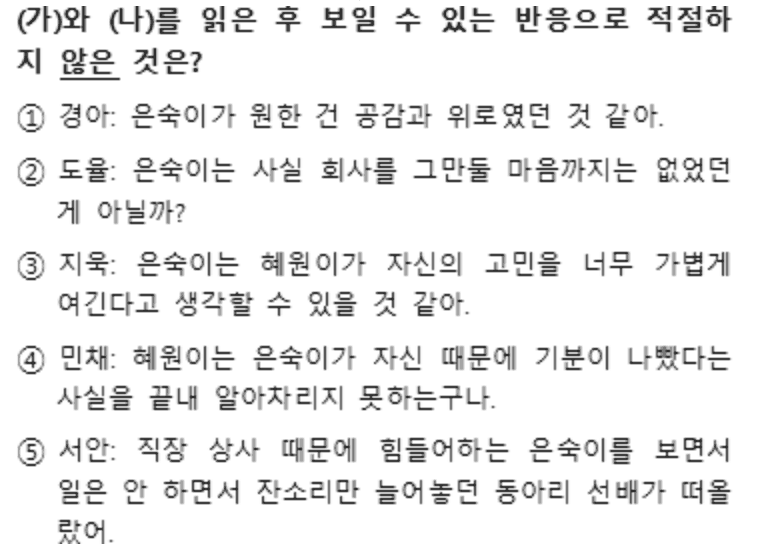 (가)와 (나)를 읽은 후 보일 수 있는 반응으로 적절하
지 않은 것은?
① 경아: 은숙이가 원한 건 공감과 위로였던 것 같아.
② 도율: 은숙이는 사실 회사를 그만둘 마음까지는 없었던
게 아닐까?
③ 지욱: 은숙이는 혜원이가 자신의 고민을 너무 가볍게
여긴다고 생각할 수 있을 것 같아.
④ 민채: 혜원이는 은숙이가 자신 때문에 기분이 나빴다는
사실을 끝내 알아차리지 못하는구나.
⑤ 서안: 직장 상사 때문에 힘들어하는 은숙이를 보면서
일은 안 하면서 잔소리만 늘어놓던 동아리 선배가 떠올
랐어.